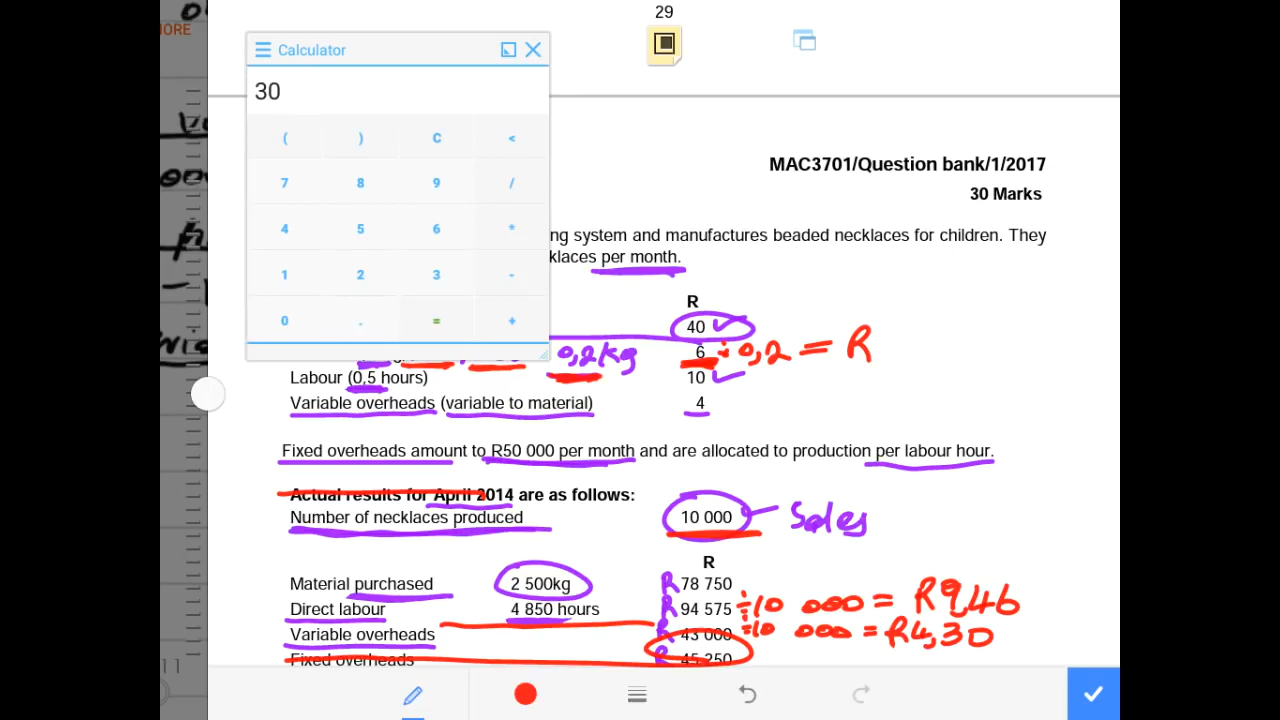 29
MORE
Calculator
30
( ) C <
7 8 9 /
4 5 6 *
1 2 3 -
0 . = +
MAC3701/Question bank/1/2017
30 Marks
ng system and manufactures beaded necklaces for children. They
klaces per month.
R
40
0,2kg 6 ÷ 0,2 = R
Labour (0,5 hours) 10
Variable overheads (variable to material) 4
Fixed overheads amount to R50 000 per month and are allocated to production per labour hour.
Actual results for April 2014 are as follows:
Number of necklaces produced 10 000 Sales
R
Material purchased 2 500kg R 78 750
Direct labour 4 850 hours R 94 575 ÷10 000 = R9,46
Variable overheads R 43 000 ÷10 000 = R4,30
Fixed overheads R 45 250
11